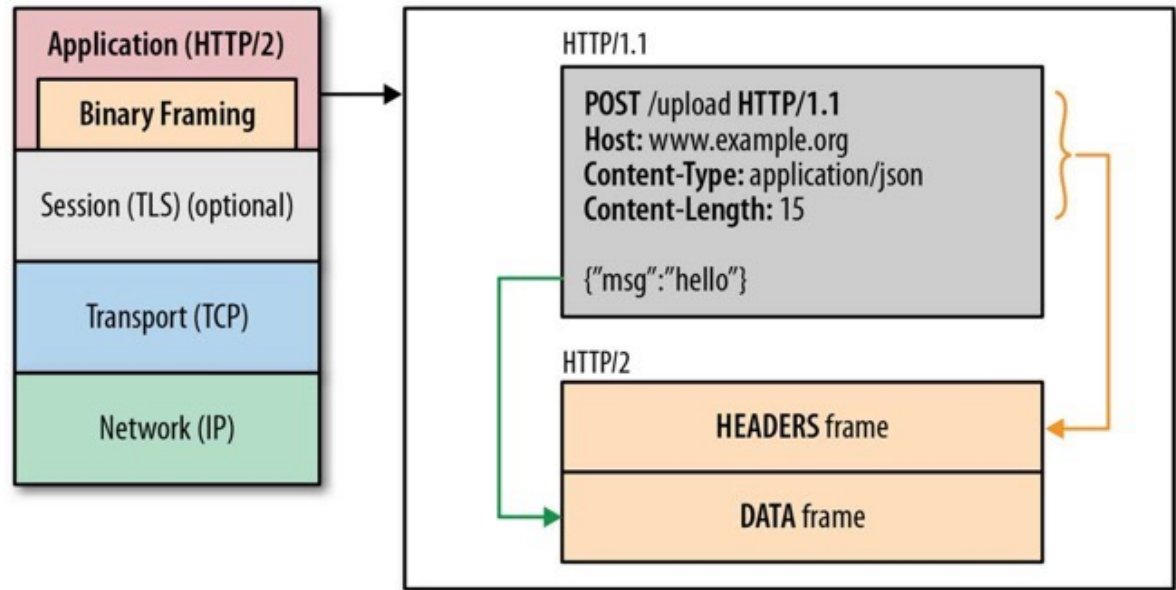 Application (HTTP/2)
Binary Framing
Session (TLS) (optional)
Transport (TCP)
Network (IP)
HTTP/1.1
POST /upload HTTP/1.1
Host: www.example.org
Content-Type: application/json
Content-Length: 15
{”msg”:”hello”}
HTTP/2
HEADERS frame
DATA frame